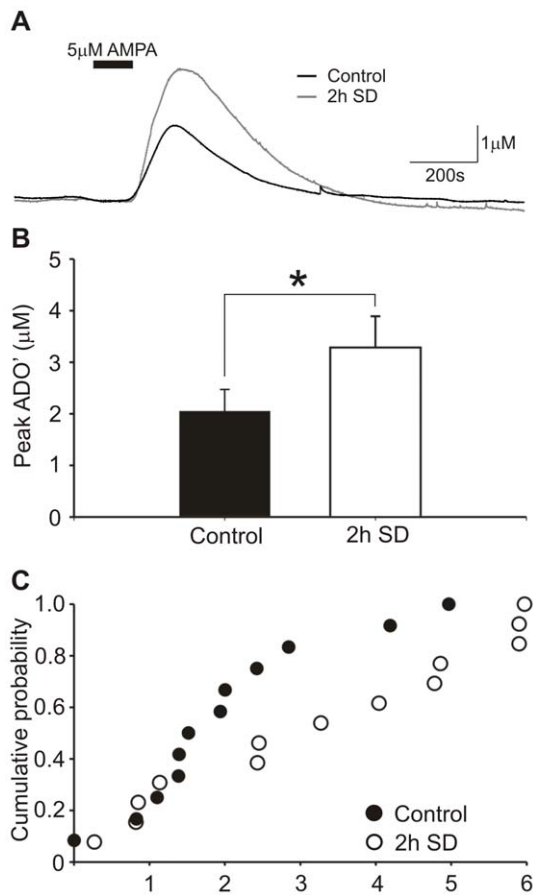 A
5μM AMPA
Control
2h SD
1μM
200s
B
5
4
3
2
1
0
Peak ADO' (μM)
*
Control
2h SD
C
1.0
0.8
0.6
0.4
0.2
0
Cumulative probability
Control
2h SD
1
2
3
4
5
6